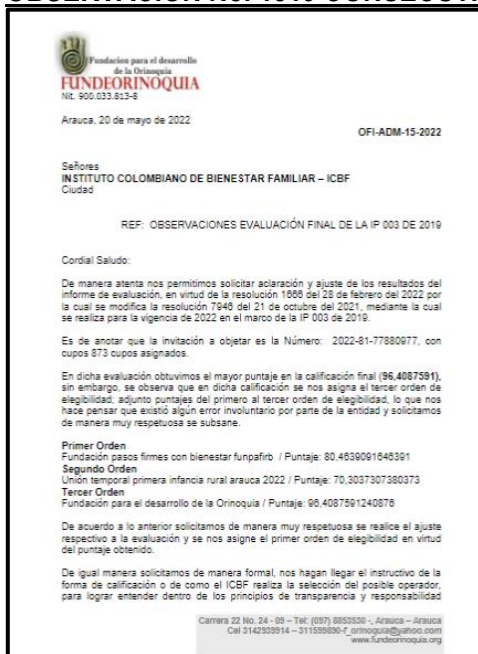 Fundacion para el desarrollo
de la Orinoquia
FUNDEORINOQUIA
Nit. 900.033.813-8
Arauca, 20 de mayo de 2022
OFI-ADM-15-2022
Señores
INSTITUTO COLOMBIANO DE BIENESTAR FAMILIAR – ICBF
Ciudad
REF: OBSERVACIONES EVALUACIÓN FINAL DE LA IP 003 DE 2019
Cordial Saludo:
De manera atenta nos permitimos solicitar aclaración y ajuste de los resultados del
informe de evaluación, en virtud de la resolución 1666 del 28 de febrero del 2022 por
la cual se modifica la resolución 7946 del 21 de octubre del 2021, mediante la cual
se realiza para la vigencia de 2022 en el marco de la IP 003 de 2019.
Es de anotar que la invitación a objetar es la Número: 2022-81-77880977, con
cupos 873 cupos asignados.
En dicha evaluación obtuvimos el mayor puntaje en la calificación final (96,4087591),
sin embargo, se observa que en dicha calificación se nos asigna el tercer orden de
elegibilidad; adjunto puntajes del primero al tercer orden de elegibilidad, lo que nos
hace pensar que existió algún error involuntario por parte de la entidad y solicitamos
de manera muy respetuosa se subsane.
Primer Orden
Fundación pasos firmes con bienestar funpafirb / Puntaje: 80,4639091646391
Segundo Orden
Unión temporal primera infancia rural arauca 2022 / Puntaje: 70,3037307380373
Tercer Orden
Fundación para el desarrollo de la Orinoquia / Puntaje: 96,4087591240876
De acuerdo a lo anterior solicitamos de manera muy respetuosa se realice el ajuste
respectivo a la evaluación y se nos asigne el primer orden de elegibilidad en virtud
del puntaje obtenido.
De igual manera solicitamos de manera formal, nos hagan llegar el instructivo de la
forma de calificación o de como el ICBF realiza la selección del posible operador,
para lograr entender dentro de los principios de transparencia y responsabilidad
Carrera 22 No. 24 - 09 – Tel: (097) 8853530 -, Arauca – Arauca
Cel 3142939914 –
www.fundeorinoquia.org